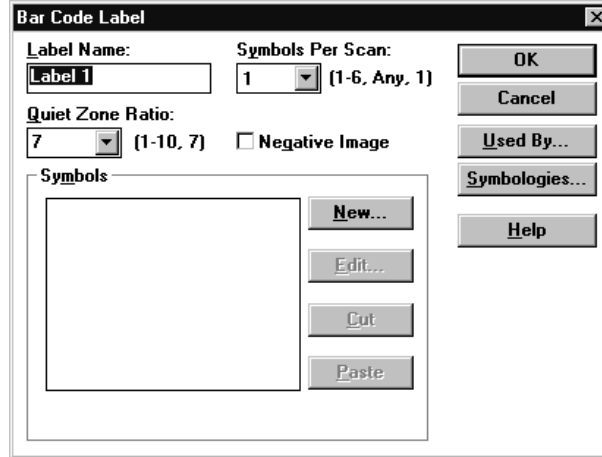 Bar Code Label
Label Name:
Label 1
Symbols Per Scan:
1 (1-6, Any, 1)
Quiet Zone Ratio:
7 (1-10, 7)
Negative Image
Symbols
New...
Edit...
Cut
Paste
OK
Cancel
Used By...
Symbologies...
Help